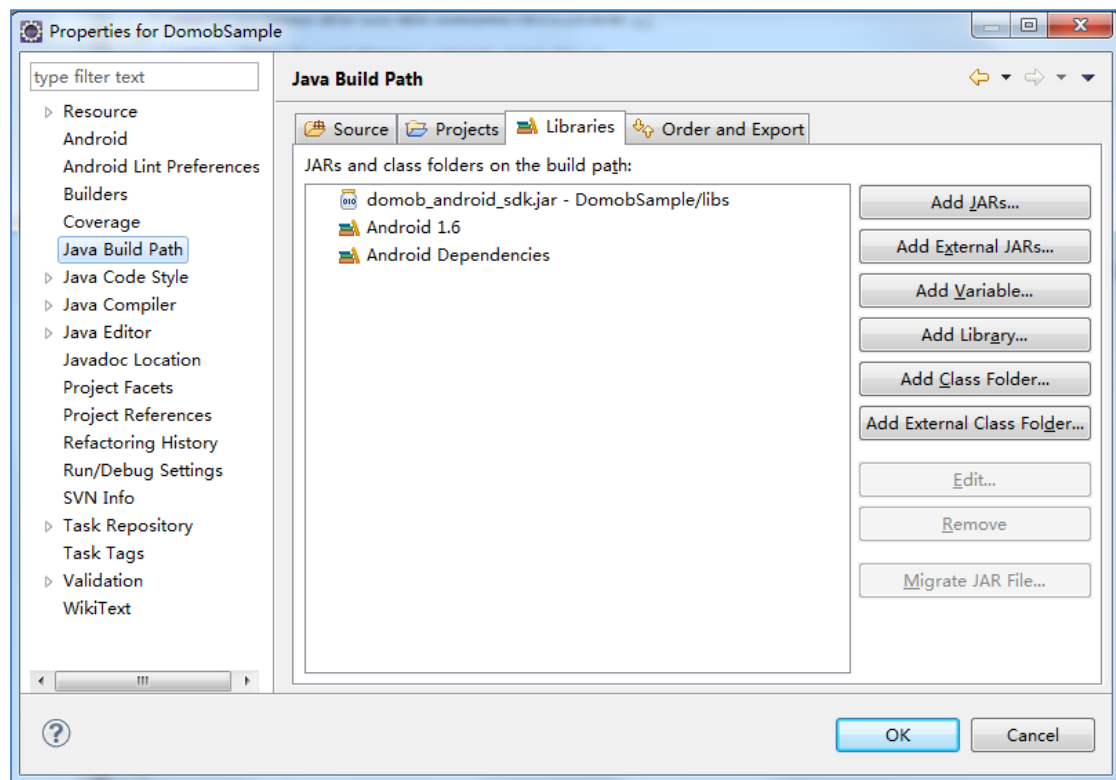 Properties for DomobSample
type filter text
Resource
Android
Android Lint Preferences
Builders
Coverage
Java Build Path
Java Code Style
Java Compiler
Java Editor
Javadoc Location
Project Facets
Project References
Refactoring History
Run/Debug Settings
SVN Info
Task Repository
Task Tags
Validation
WikiText
Java Build Path
Source
Projects
Libraries
Order and Export
JARs and class folders on the build path:
domob_android_sdk.jar - DomobSample/libs
Android 1.6
Android Dependencies
Add JARs...
Add External JARs...
Add Variable...
Add Library...
Add Class Folder...
Add External Class Folder...
Edit...
Remove
Migrate JAR File...
OK
Cancel